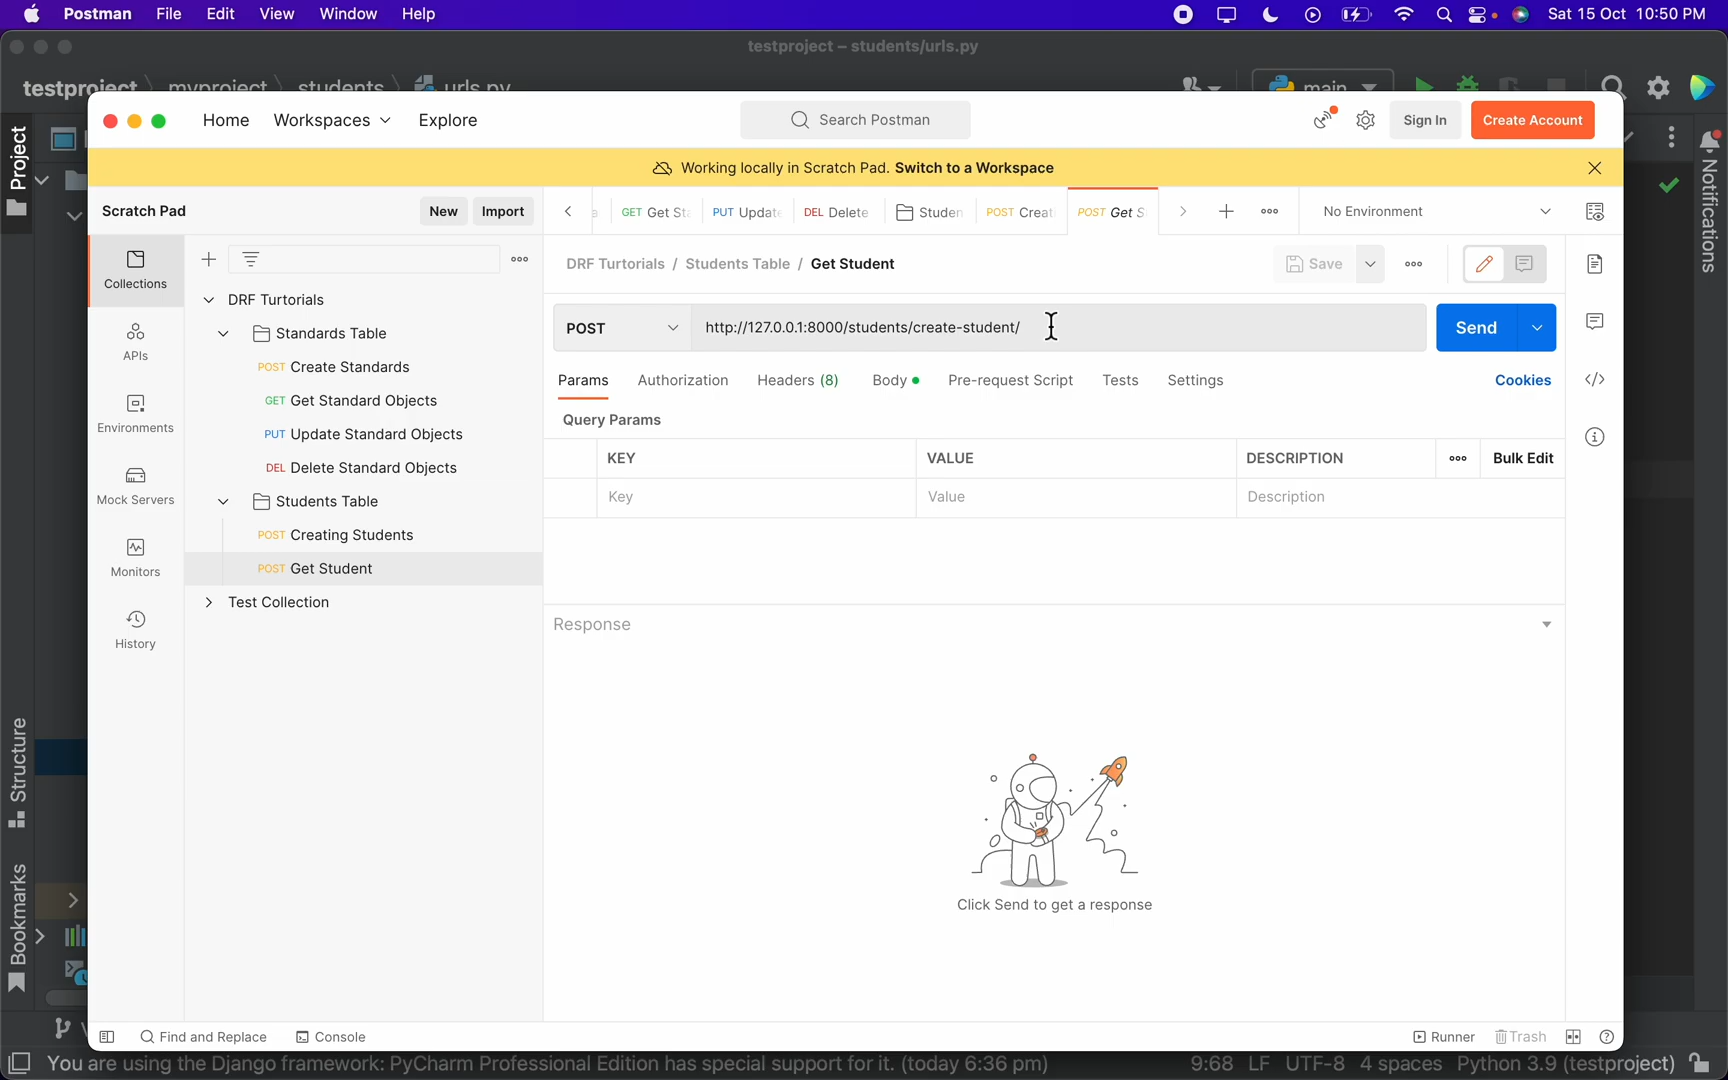 Postman File Edit View Window Help Sat 15 Oct 10:50 PM
testproject – students/urls.py
testproject myproject students urls.py main
Home Workspaces Explore Search Postman Sign In Create Account
Working locally in Scratch Pad. Switch to a Workspace
Scratch Pad New Import GET Get Sta PUT Update DEL Delete Studen POST Creat POST Get S No Environment
Project
Notifications
Collections
APIs
Environments
Mock Servers
Monitors
History
DRF Turtorials
Standards Table
POST Create Standards
GET Get Standard Objects
PUT Update Standard Objects
DEL Delete Standard Objects
Students Table
POST Creating Students
POST Get Student
Test Collection
DRF Turtorials / Students Table / Get Student Save
POST http://127.0.0.1:8000/students/create-student/ Send
Params Authorization Headers (8) Body Pre-request Script Tests Settings Cookies
Query Params
KEY VALUE DESCRIPTION Bulk Edit
Key Value Description
Response
Click Send to get a response
Structure
Bookmarks
Find and Replace Console Runner Trash
You are using the Django framework: PyCharm Professional Edition has special support for it. (today 6:36 pm) 9:68 LF UTF-8 4 spaces Python 3.9 (testproject)